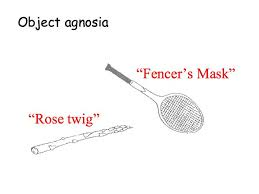 Object agnosia
“Fencer’s Mask”
“Rose twig”